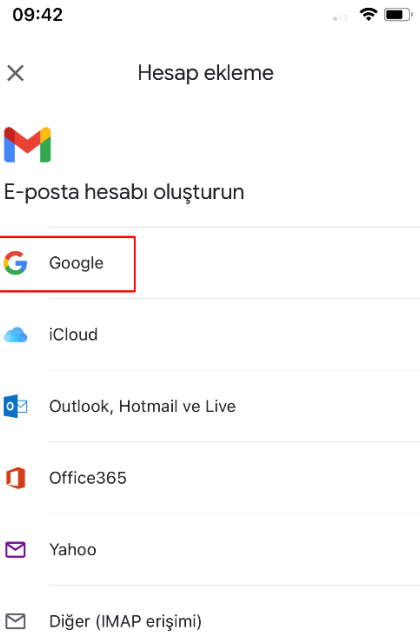 09:42
Hesap ekleme
E-posta hesabı oluşturun
Google
iCloud
Outlook, Hotmail ve Live
Office365
Yahoo
Diğer (IMAP erişimi)